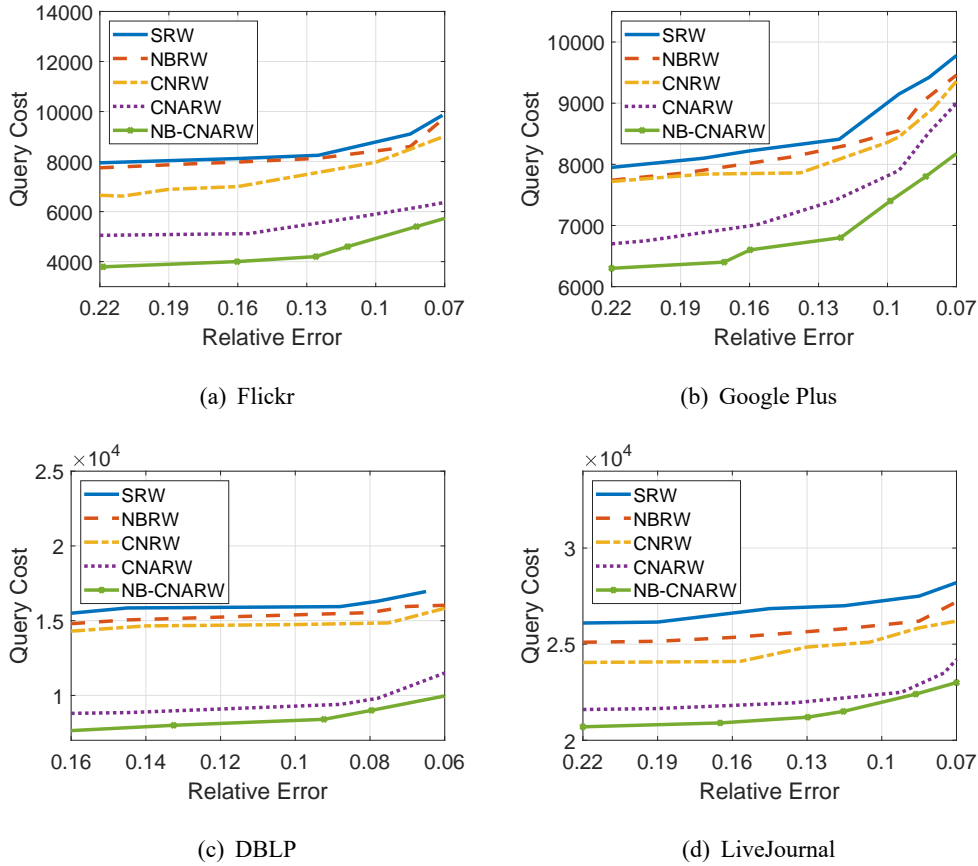 14000
12000
10000
8000
6000
4000
Query Cost
SRW
NBRW
CNRW
CNARW
NB-CNARW
0.22 0.19 0.16 0.13 0.1 0.07
Relative Error
(a) Flickr
10000
9000
8000
7000
6000
Query Cost
SRW
NBRW
CNRW
CNARW
NB-CNARW
0.22 0.19 0.16 0.13 0.1 0.07
Relative Error
(b) Google Plus
×10⁴
2.5
2
1.5
1
Query Cost
SRW
NBRW
CNRW
CNARW
NB-CNARW
0.16 0.14 0.12 0.1 0.08 0.06
Relative Error
(c) DBLP
×10⁴
3
2.5
2
Query Cost
SRW
NBRW
CNRW
CNARW
NB-CNARW
0.22 0.19 0.16 0.13 0.1 0.07
Relative Error
(d) LiveJournal